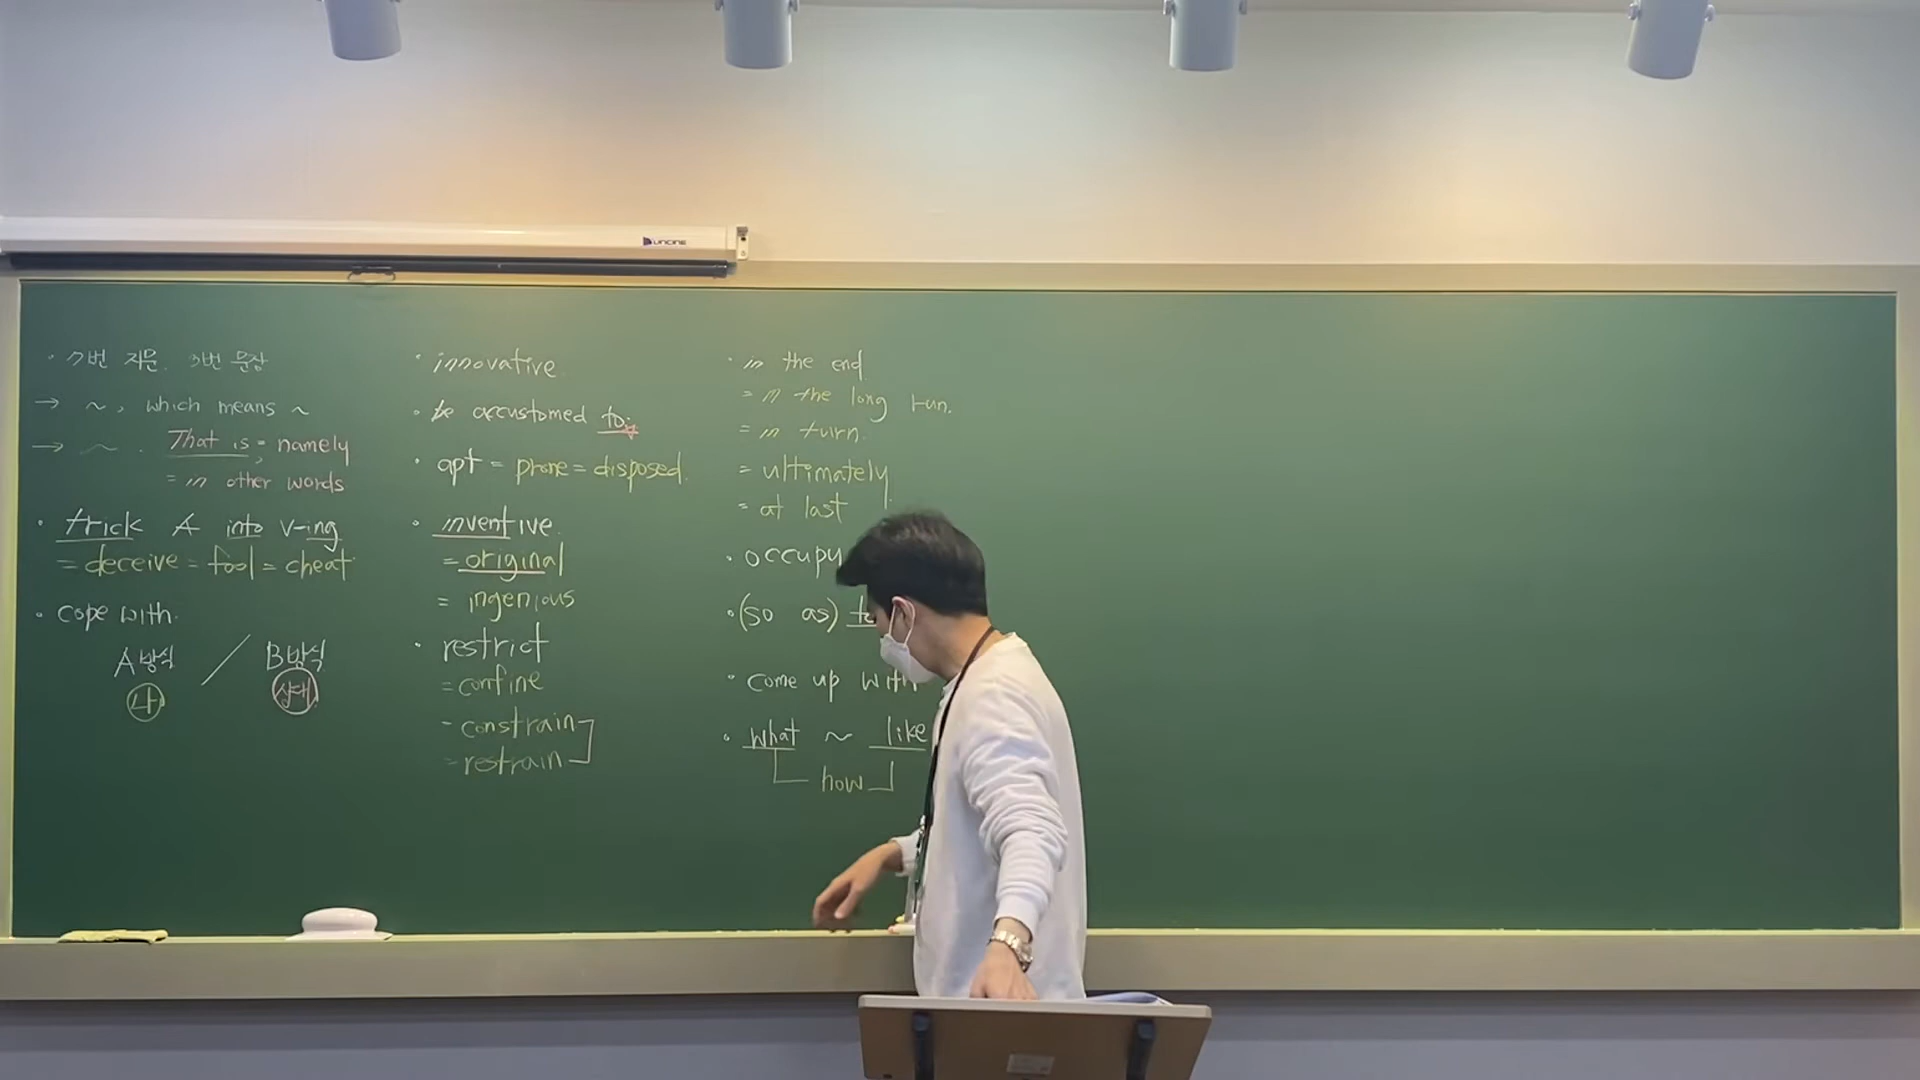 UNCINE
· 7번 지문. 3번 문장
→ ~, which means ~
→ ~. That is, = namely
= in other words
· trick A into v-ing
= deceive = fool = cheat
· cope with.
A방식 / B방식
나 상대
· innovative.
· be accustomed to
· apt = prone = disposed.
· inventive.
= original
= ingenious
· restrict
= confine
- constrain
- restrain
· in the end
= in the long run.
= in turn.
= ultimately
= at last
· occupy
· (so as)
· come up with
· what ~ like
how